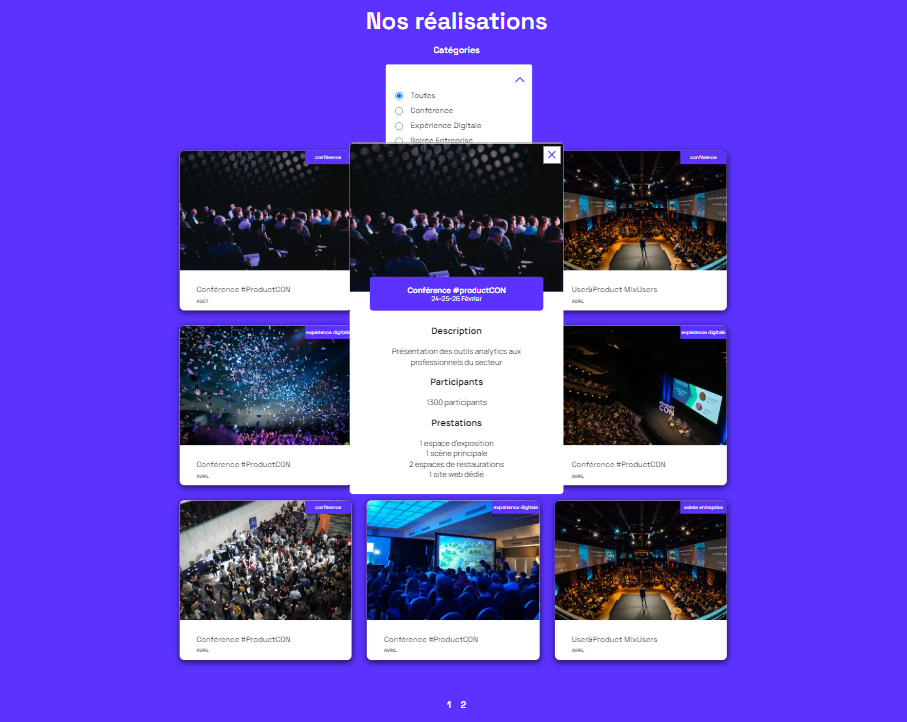 Nos réalisations
Catégories
Toutes
Conférence
Expérience Digitale
Soirée Entreprise
conférence
Conférence #ProductCON
AOÛT
Conférence #productCON
24-25-26 Février
Description
Présentation des outils analytics aux
professionnels du secteur
Participants
1300 participants
Prestations
1 espace d'exposition
1 scène principale
2 espaces de restaurations
1 site web dédié
conférence
User&Product MixUsers
AVRIL
expérience digitale
Conférence #ProductCON
AVRIL
expérience digitale
CON
Conférence #ProductCON
AVRIL
conférence
Conférence #ProductCON
AVRIL
expérience digitale
Conférence #ProductCON
AVRIL
soirée entreprise
User&Product MixUsers
AVRIL
1 2